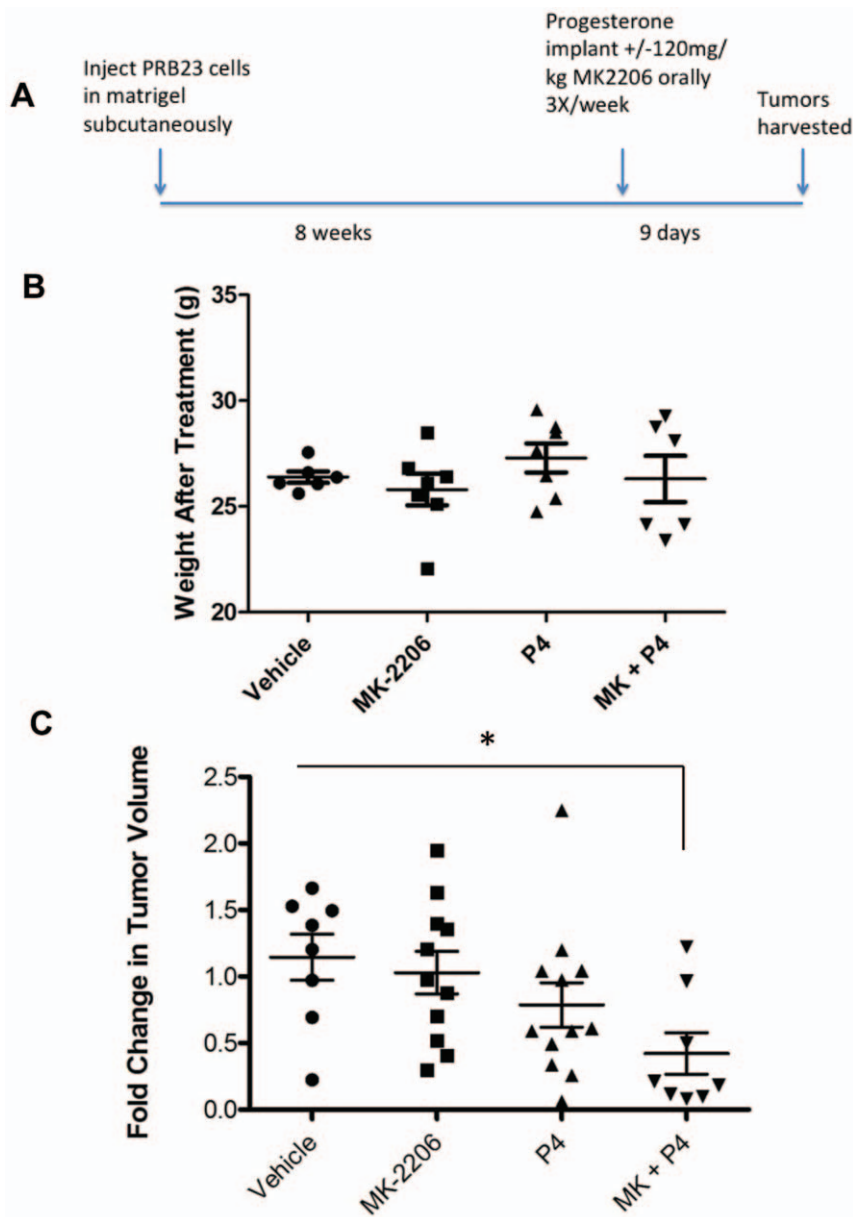 A
Inject PRB23 cells
in matrigel
subcutaneously
Progesterone
implant +/-120mg/
kg MK2206 orally
3X/week
Tumors
harvested
8 weeks
9 days
B
Weight After Treatment (g)
35
30
25
20
Vehicle
MK-2206
P4
MK + P4
C
*
Fold Change in Tumor Volume
2.5
2.0
1.5
1.0
0.5
0.0
Vehicle
MK-2206
P4
MK + P4